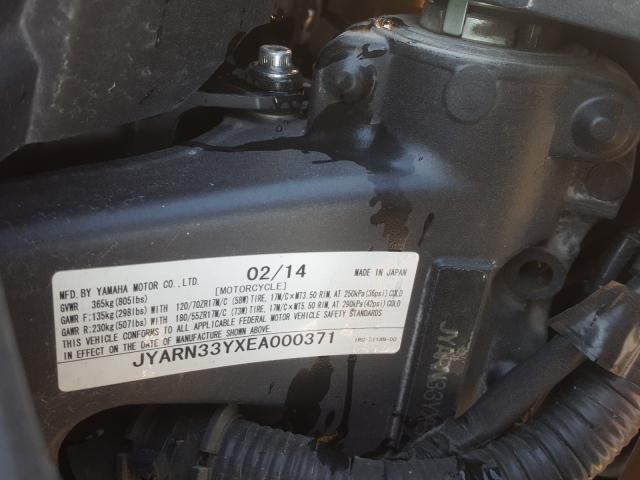 MFD. BY YAMAHA MOTOR CO.,LTD. 02/14 MADE IN JAPAN
GVWR 365kg(805lbs) [MOTORCYCLE]
GAWR F:135kg(298lbs) WITH 120/70ZR17M/C (58W) TIRE, 17M/C×MT3.50 RIM, AT 250kPa(36psi)COLD
GAWR R:230kg(507lbs) WITH 180/55ZR17M/C (73W) TIRE, 17M/C×MT5.50 RIM, AT 290kPa(42psi)COLD
THIS VEHICLE CONFORMS TO ALL APPLICABLE FEDERAL MOTOR VEHICLE SAFETY STANDARDS
IN EFFECT ON THE DATE OF MANUFACTURE SHOWN ABOVE.
JYARN33YXEA000371
JYARN33YX